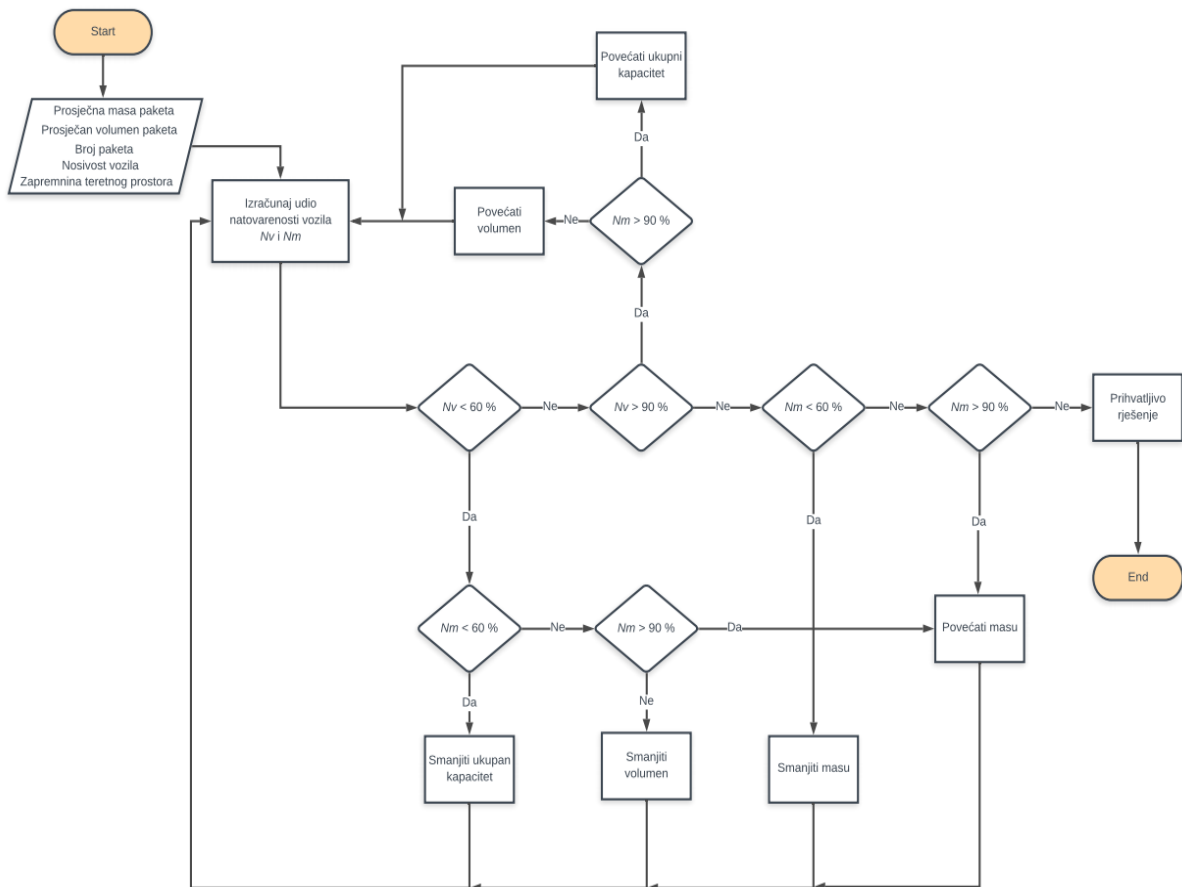 Start
Prosječna masa paketa
Prosječan volumen paketa
Broj paketa
Nosivost vozila
Zapremnina teretnog prostora
Izračunaj udio
natovarenosti vozila
Nv i Nm
Povećati ukupni
kapacitet
Da
Povećati
volumen
Ne
Nm > 90 %
Da
Nv < 60 %
Ne
Nv > 90 %
Ne
Nm < 60 %
Ne
Nm > 90 %
Ne
Prihvatljivo
rješenje
Da
Da
Da
End
Nm < 60 %
Ne
Nm > 90 %
Da
Povećati masu
Da
Ne
Smanjiti ukupan
kapacitet
Smanjiti
volumen
Smanjiti masu